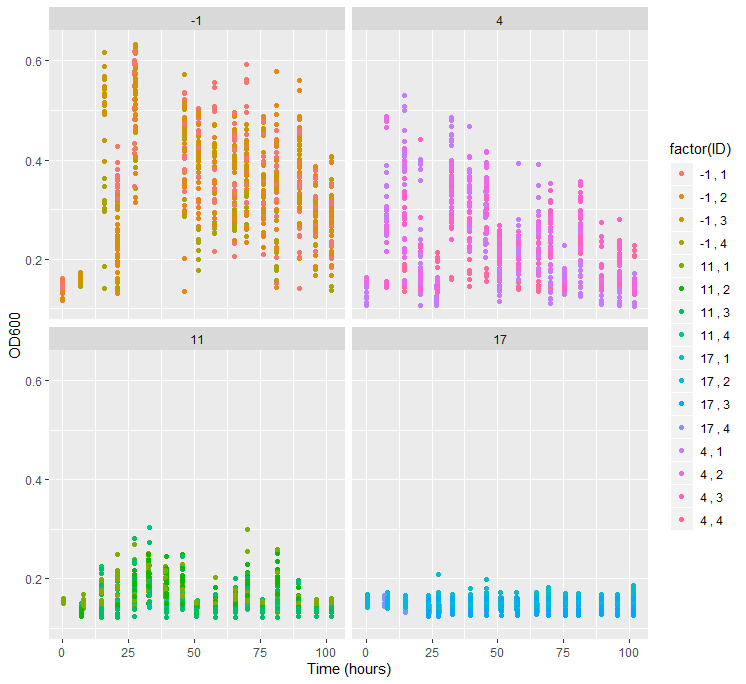 -1
4
0.6
0.4
0.2
11
17
0.6
0.4
0.2
0
25
50
75
100
0
25
50
75
100
OD600
Time (hours)
factor(ID)
-1 , 1
-1 , 2
-1 , 3
-1 , 4
11 , 1
11 , 2
11 , 3
11 , 4
17 , 1
17 , 2
17 , 3
17 , 4
4 , 1
4 , 2
4 , 3
4 , 4